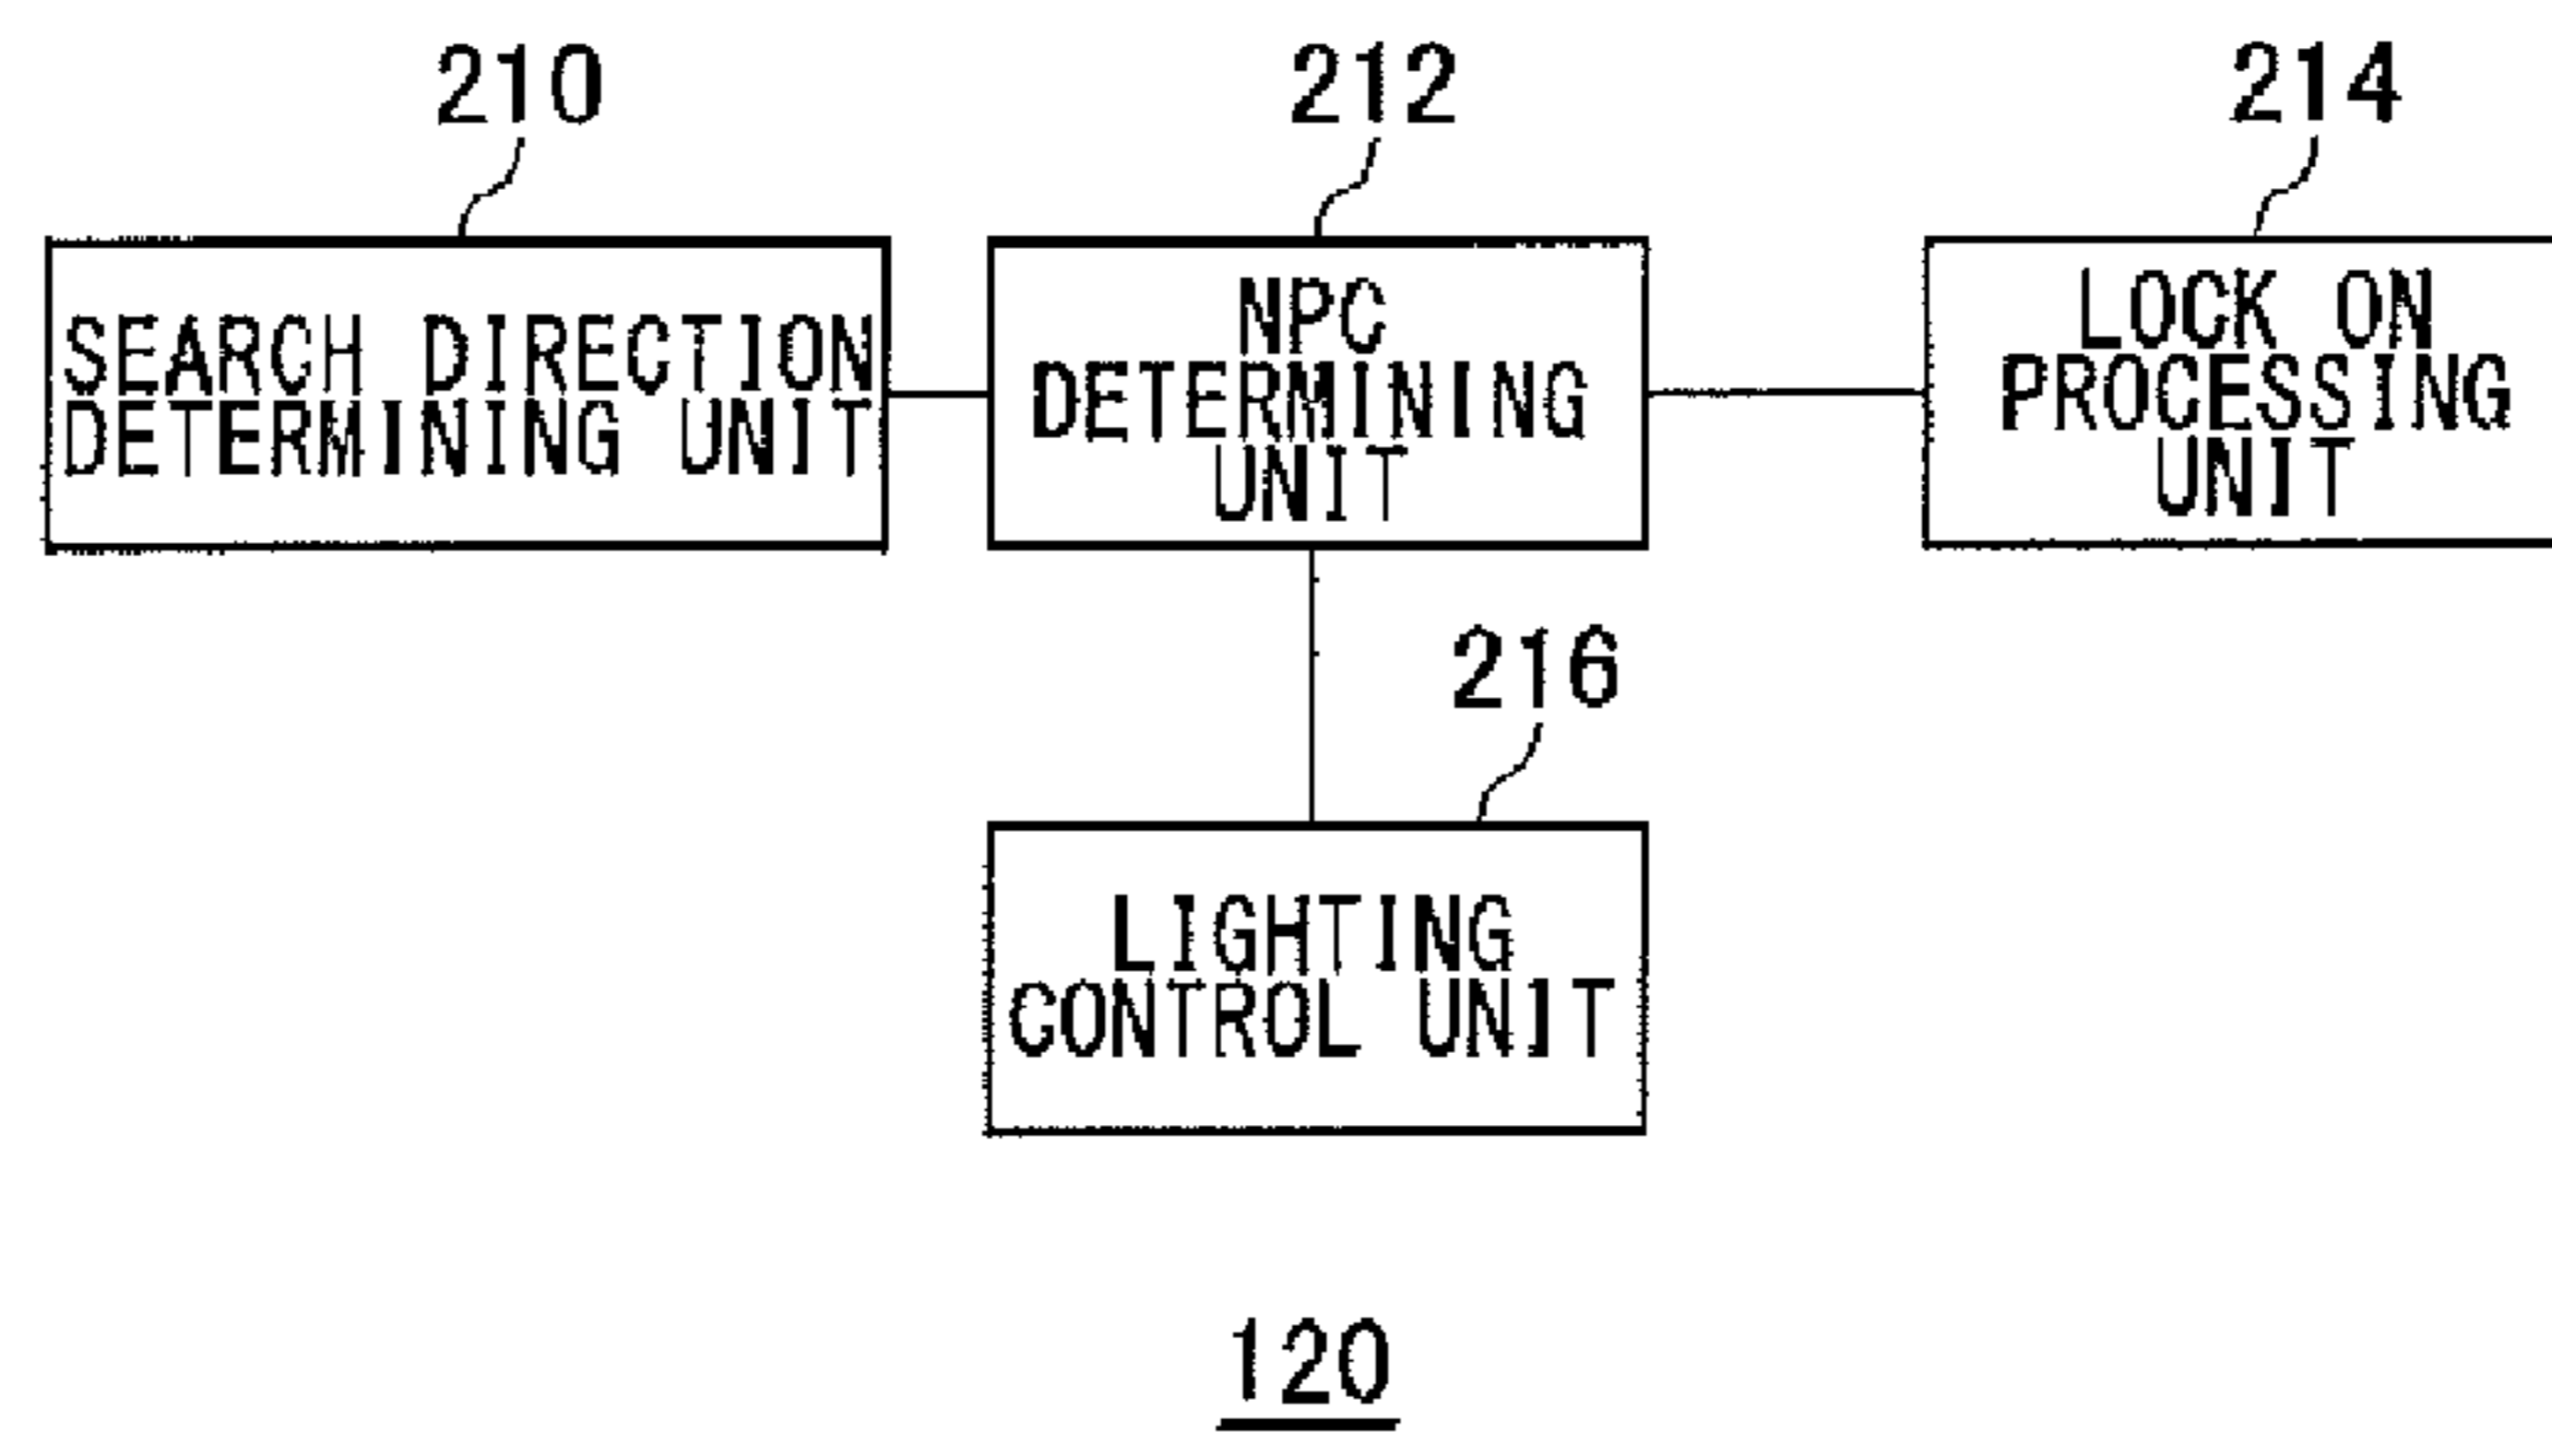 210
212
214
SEARCH DIRECTION
DETERMINING UNIT
NPC
DETERMINING
UNIT
LOCK ON
PROCESSING
UNIT
216
LIGHTING
CONTROL UNIT
120